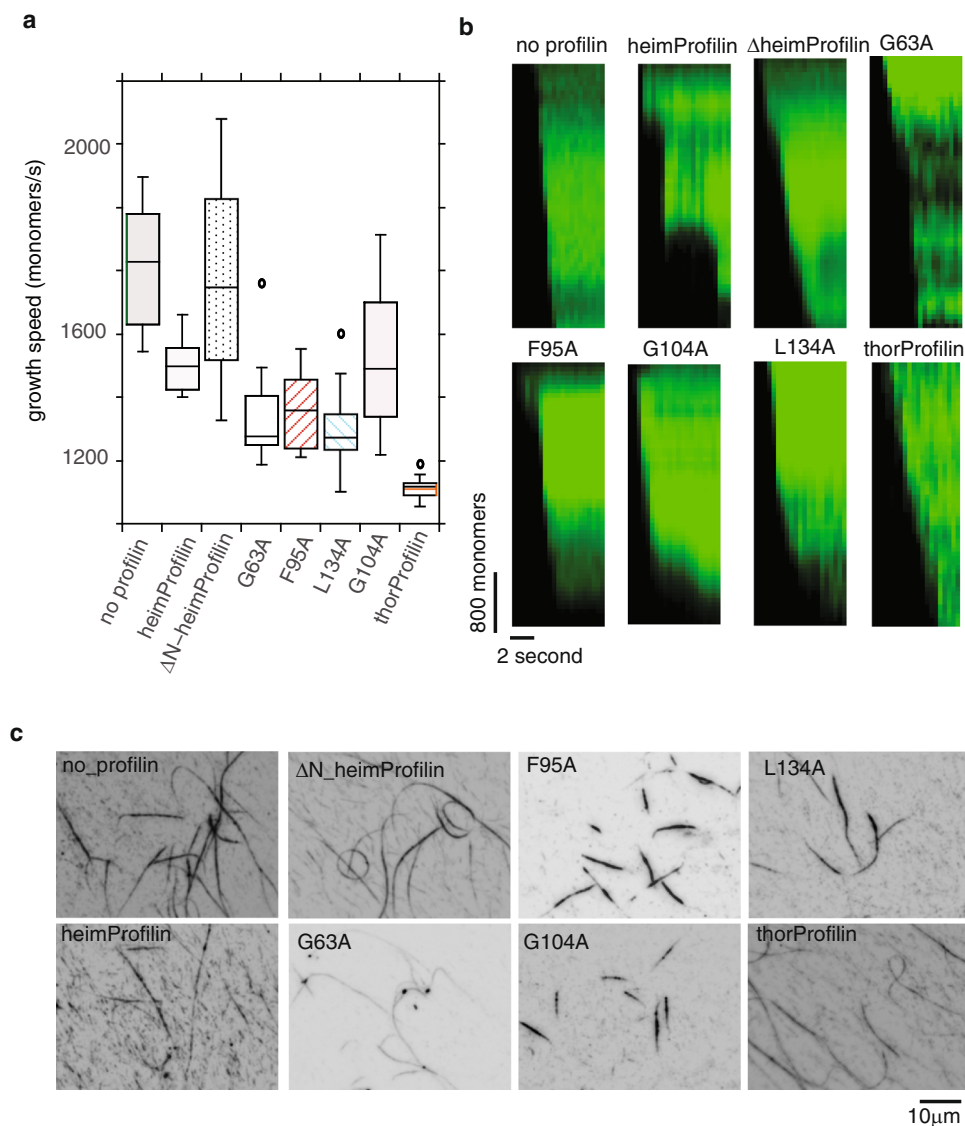 a
growth speed (monomers/s)
2000
1600
1200
no profilin
heimProfilin
ΔN−heimProfilin
G63A
F95A
L134A
G104A
thorProfilin
b
no profilin
heimProfilin
ΔheimProfilin
G63A
F95A
G104A
L134A
thorProfilin
800 monomers
2 second
c
no_profilin
ΔN_heimProfilin
F95A
L134A
heimProfilin
G63A
G104A
thorProfilin
10μm